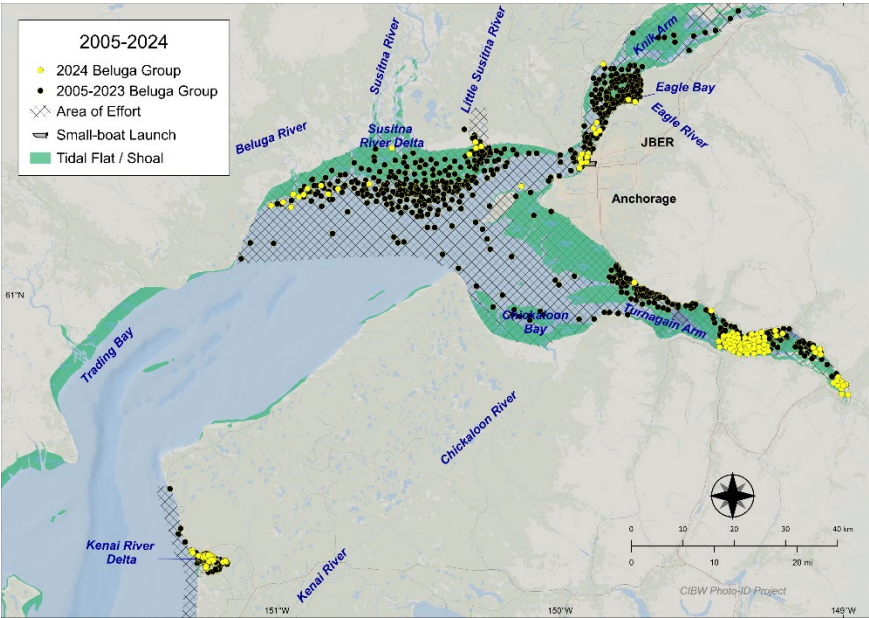 2005-2024
2024 Beluga Group
2005-2023 Beluga Group
Area of Effort
Small-boat Launch
Tidal Flat / Shoal
Susitna River
Little Susitna River
Knik Arm
Beluga River
Susitna
River Delta
Eagle Bay
Eagle River
JBER
Anchorage
61°N
Trading Bay
Chickaloon
Bay
Turnagain Arm
Chickaloon River
Kenai River
Delta
Kenai River
0 10 20 30 40 km
0 10 20 mi
CIBW Photo-ID Project
151°W
150°W
149°W